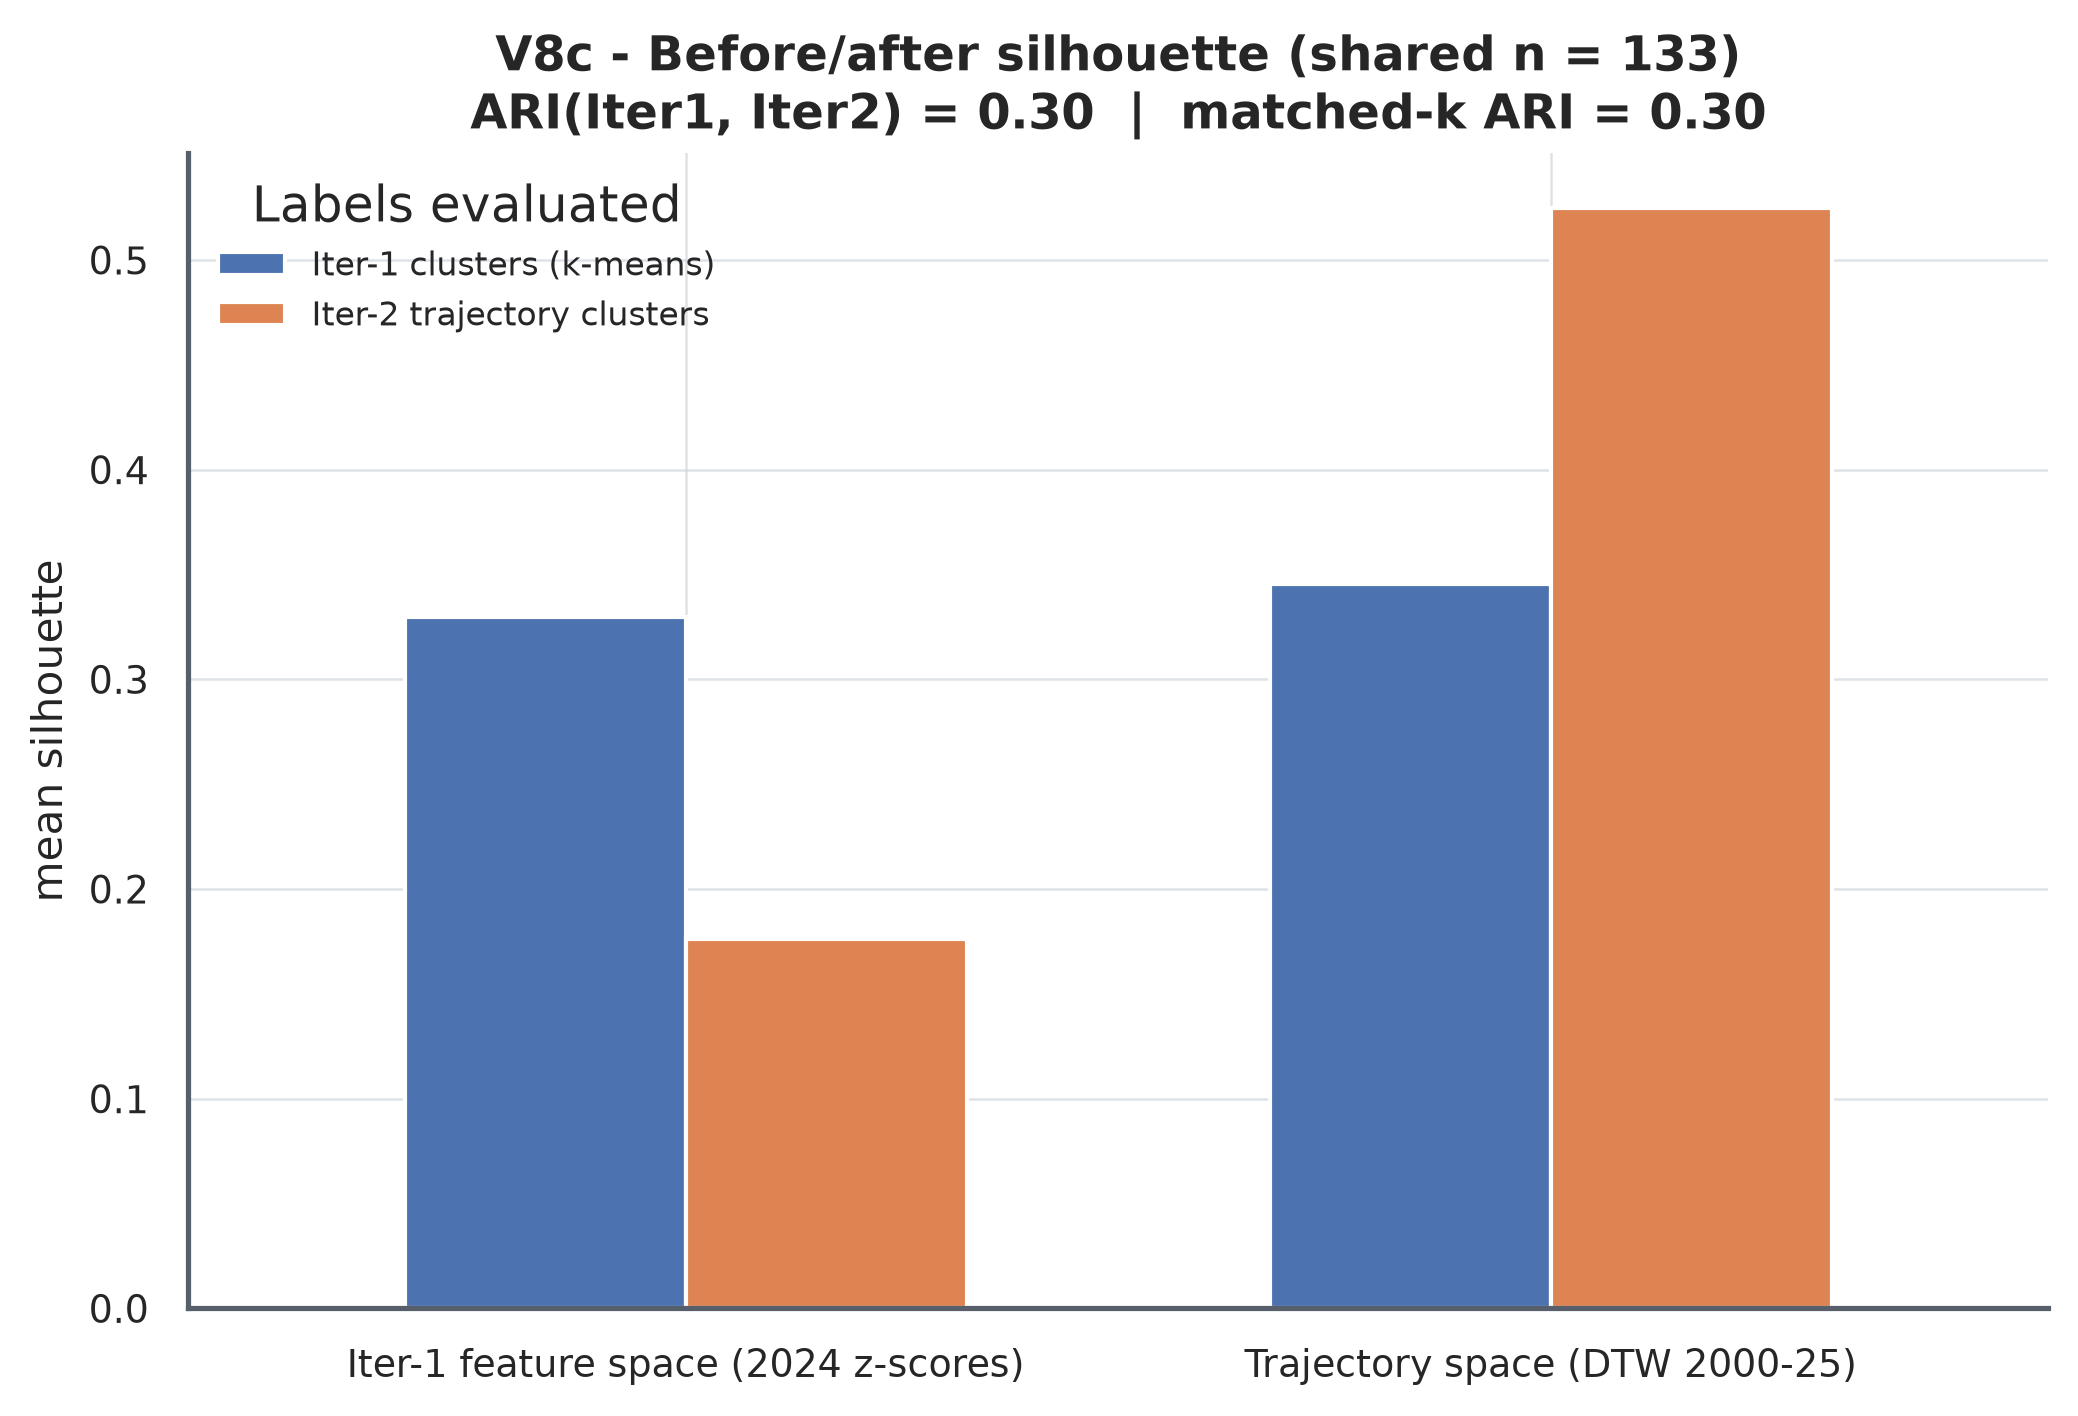 V8c - Before/after silhouette (shared n = 133)
ARI(Iter1, Iter2) = 0.30 | matched-k ARI = 0.30
Labels evaluated
Iter-1 clusters (k-means)
Iter-2 trajectory clusters
mean silhouette
0.5
0.4
0.3
0.2
0.1
0.0
Iter-1 feature space (2024 z-scores)
Trajectory space (DTW 2000-25)